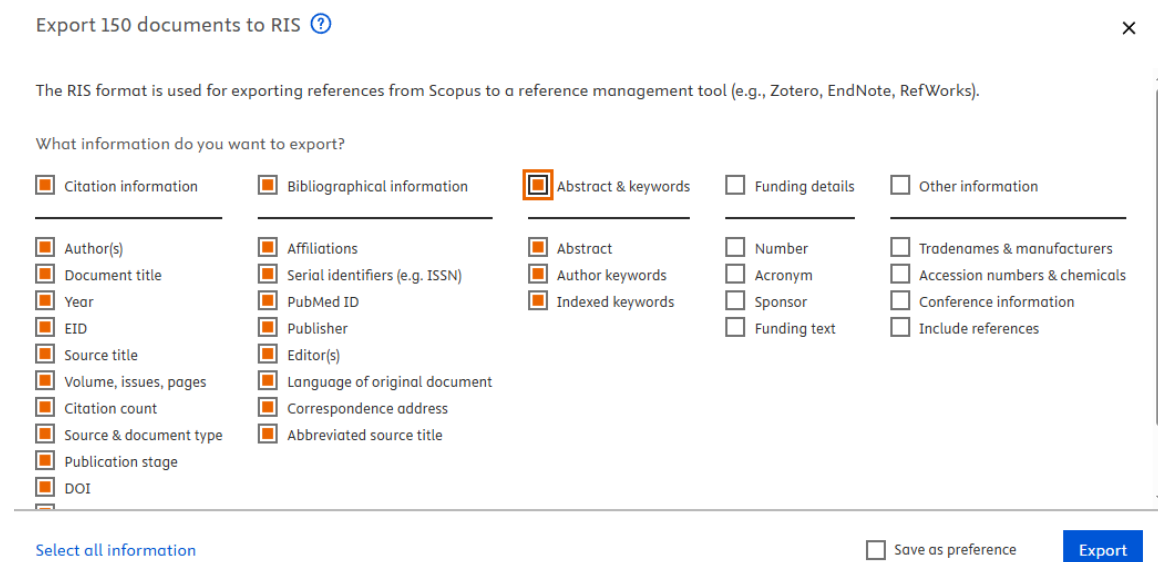 Export 150 documents to RIS ?
The RIS format is used for exporting references from Scopus to a reference management tool (e.g., Zotero, EndNote, RefWorks).
What information do you want to export?
Citation information
Author(s)
Document title
Year
EID
Source title
Volume, issues, pages
Citation count
Source & document type
Publication stage
DOI
Bibliographical information
Affiliations
Serial identifiers (e.g. ISSN)
PubMed ID
Publisher
Editor(s)
Language of original document
Correspondence address
Abbreviated source title
Abstract & keywords
Abstract
Author keywords
Indexed keywords
Funding details
Number
Acronym
Sponsor
Funding text
Other information
Tradenames & manufacturers
Accession numbers & chemicals
Conference information
Include references
Select all information
Save as preference
Export